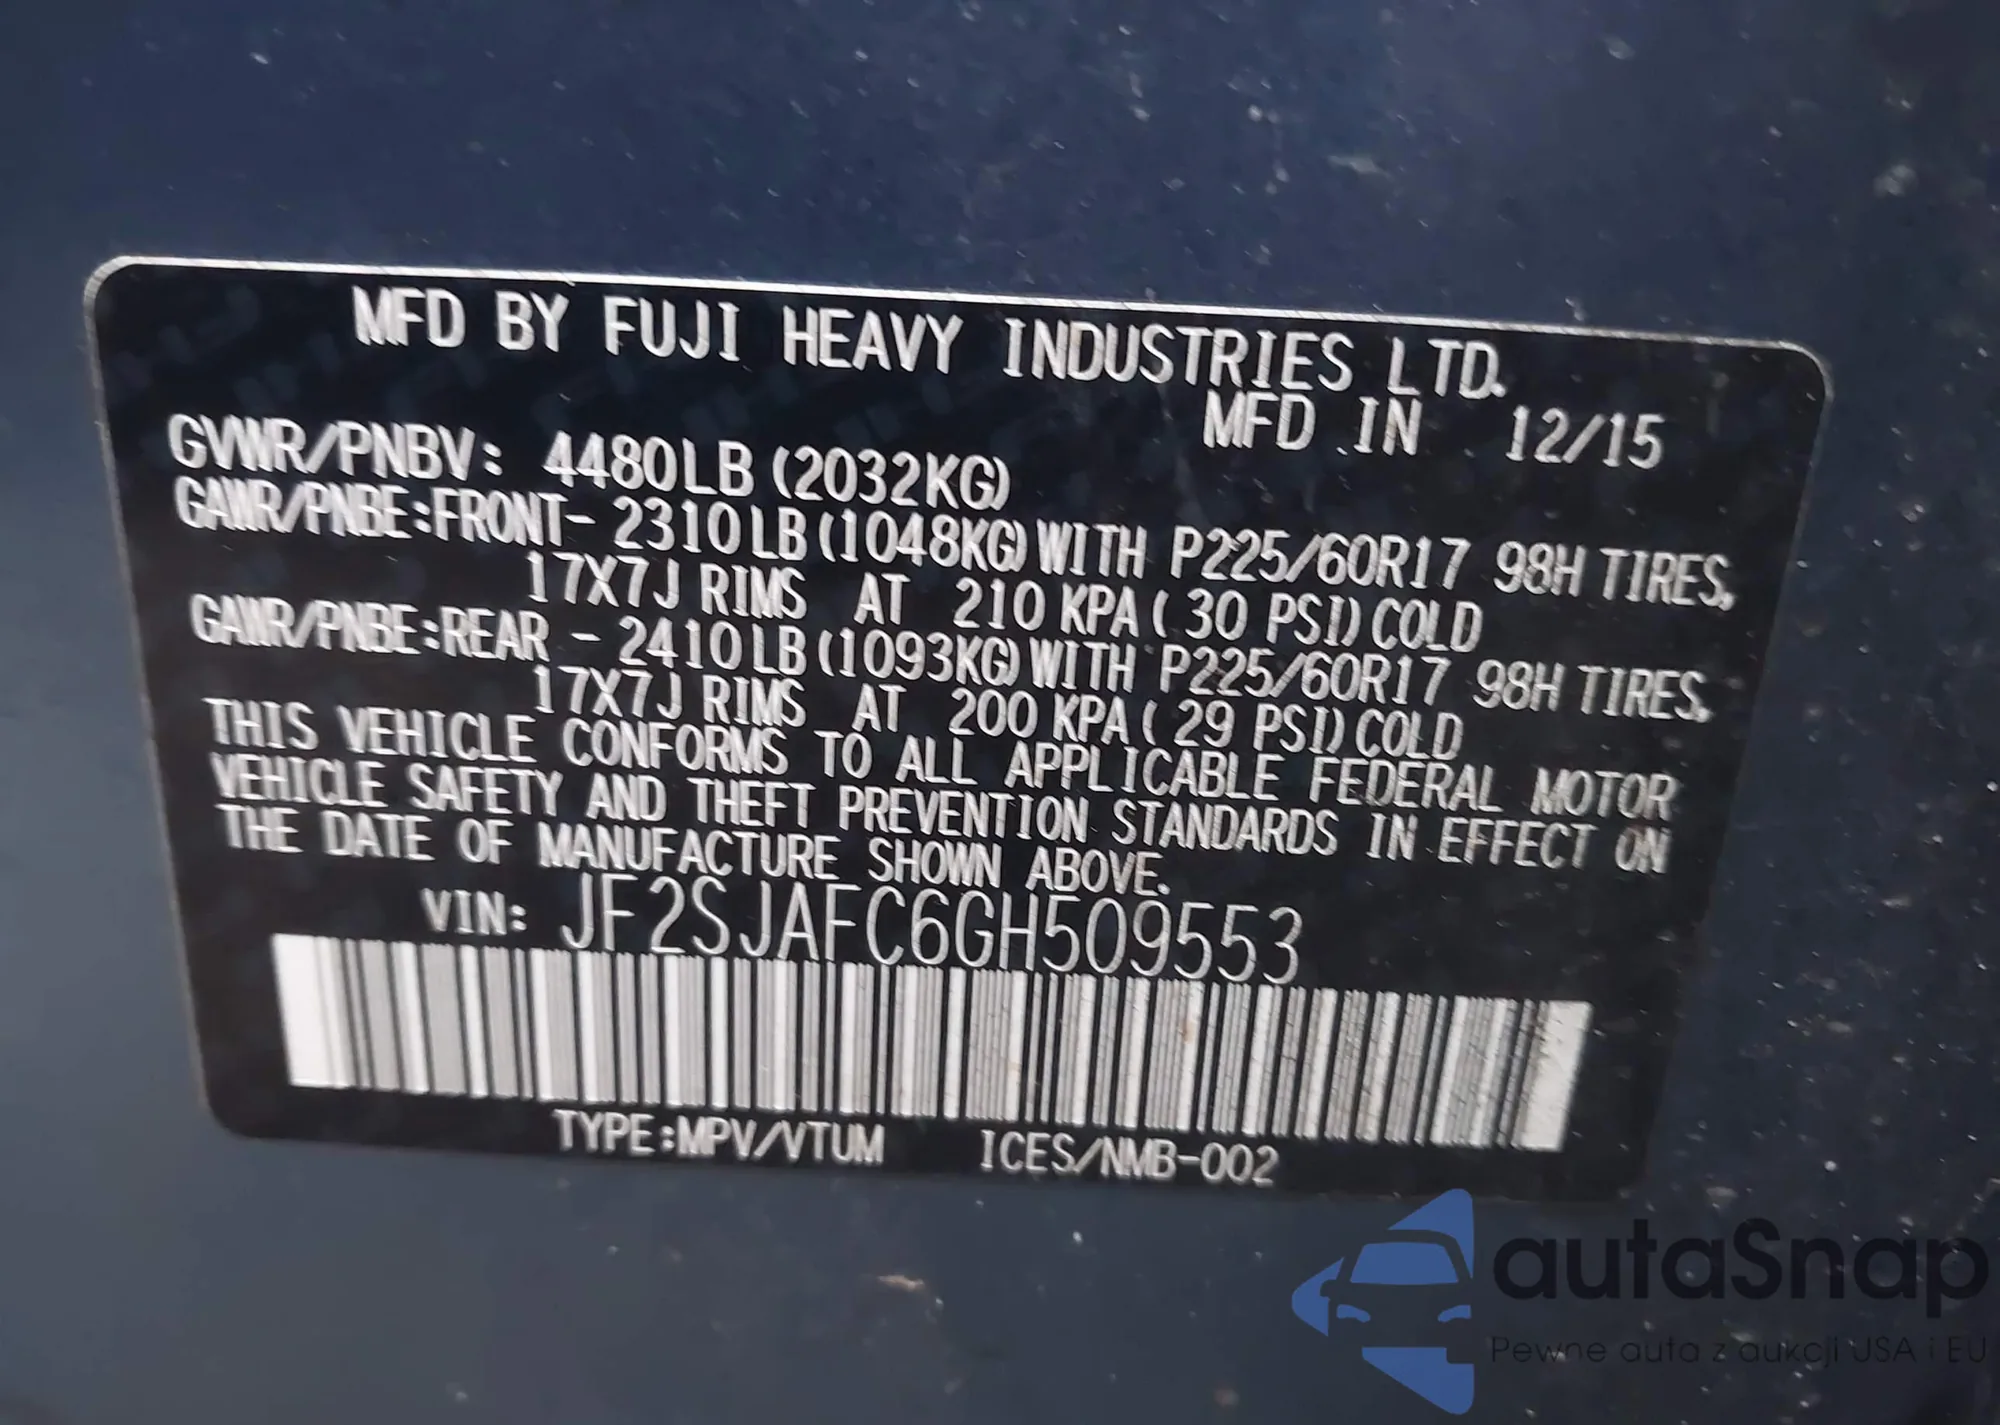 MFD BY FUJI HEAVY INDUSTRIES LTD.
MFD IN 12/15
GVWR/PNBV: 4480LB (2032KG)
GAWR/PNBE:FRONT- 2310LB (1048KG) WITH P225/60R17 98H TIRES,
17X7J RIMS AT 210 KPA ( 30 PSI) COLD
GAWR/PNBE:REAR - 2410LB (1093KG) WITH P225/60R17 98H TIRES,
17X7J RIMS AT 200 KPA ( 29 PSI) COLD
THIS VEHICLE CONFORMS TO ALL APPLICABLE FEDERAL MOTOR
VEHICLE SAFETY AND THEFT PREVENTION STANDARDS IN EFFECT ON
THE DATE OF MANUFACTURE SHOWN ABOVE.
VIN: JF2SJAFC6GH509553
TYPE:MPV/VTUM ICES/NMB-002
autaSnap
Pewne auta z aukcji USA i EU